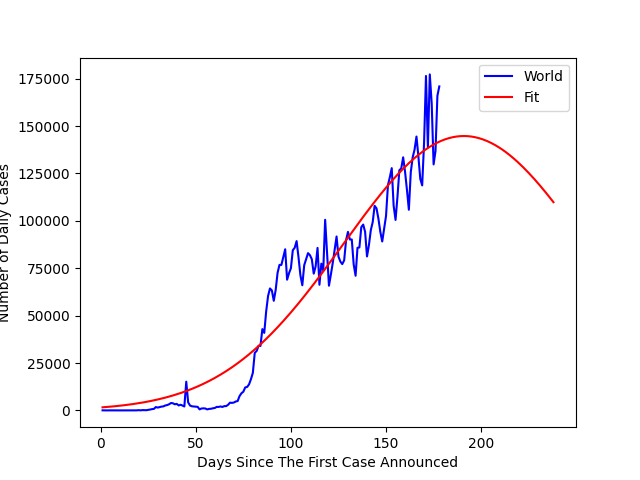 World
Fit
175000
150000
125000
100000
75000
50000
25000
0
Number of Daily Cases
0 50 100 150 200
Days Since The First Case Announced